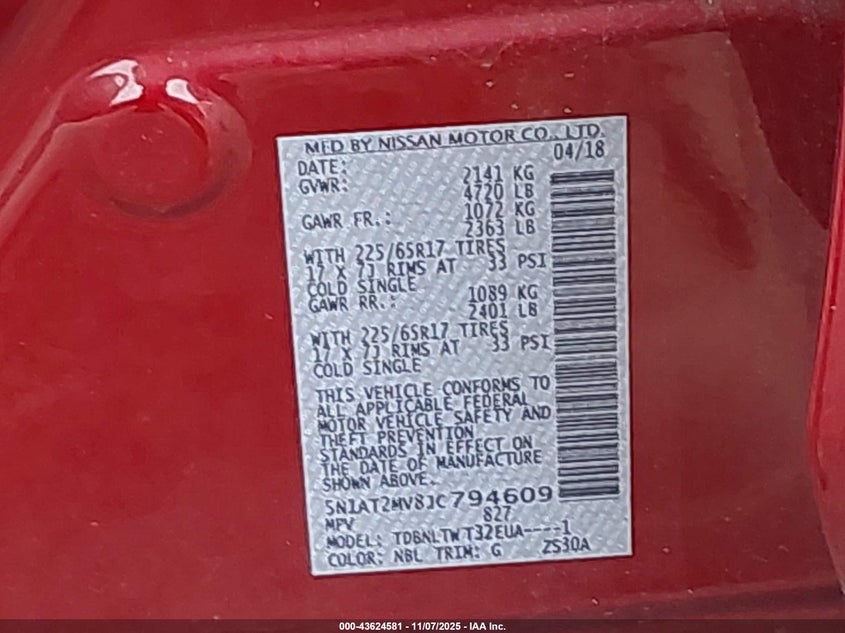 MFD BY NISSAN MOTOR CO., LTD.
DATE: 04/18
GVWR: 2141 KG
4720 LB
GAWR FR.: 1072 KG
2363 LB
WITH 225/65R17 TIRES
17 X 7J RIMS AT 33 PSI
COLD SINGLE
GAWR RR.: 1089 KG
2401 LB
WITH 225/65R17 TIRES
17 X 7J RIMS AT 33 PSI
COLD SINGLE
THIS VEHICLE CONFORMS TO
ALL APPLICABLE FEDERAL
MOTOR VEHICLE SAFETY AND
THEFT PREVENTION
STANDARDS IN EFFECT ON
THE DATE OF MANUFACTURE
SHOWN ABOVE.
5N1AT2MV8JC794609
MPV 827
MODEL: TDBNLTWT32EUA----1
COLOR: NBL TRIM: G ZS30A
000-43624581 - 11/07/2025 - IAA Inc.